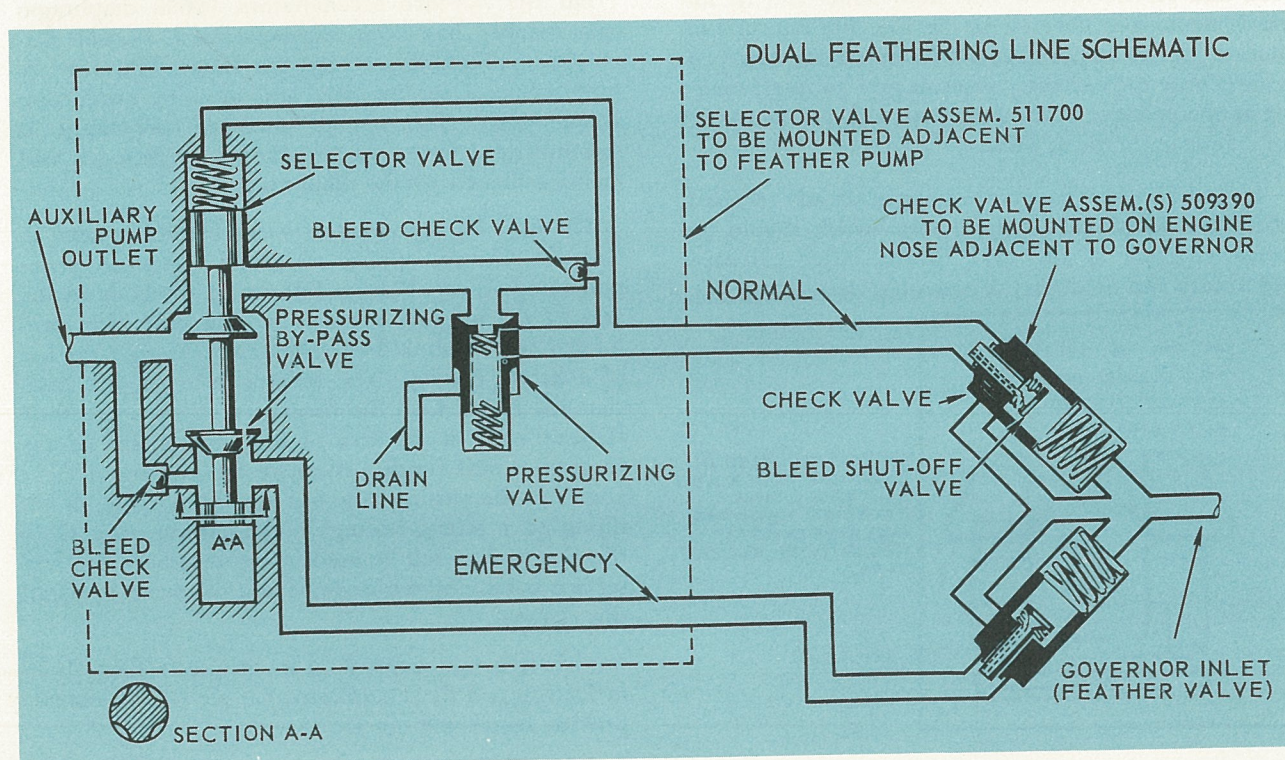 DUAL FEATHERING LINE SCHEMATIC
SELECTOR VALVE ASSEM. 511700
TO BE MOUNTED ADJACENT
TO FEATHER PUMP
SELECTOR VALVE
CHECK VALVE ASSEM.(S) 509390
TO BE MOUNTED ON ENGINE
NOSE ADJACENT TO GOVERNOR
AUXILIARY
PUMP
OUTLET
BLEED CHECK VALVE
NORMAL
PRESSURIZING
BY-PASS
VALVE
CHECK VALVE
DRAIN
LINE
PRESSURIZING
VALVE
BLEED SHUT-OFF
VALVE
BLEED
CHECK
VALVE
A-A
EMERGENCY
GOVERNOR INLET
(FEATHER VALVE)
SECTION A-A